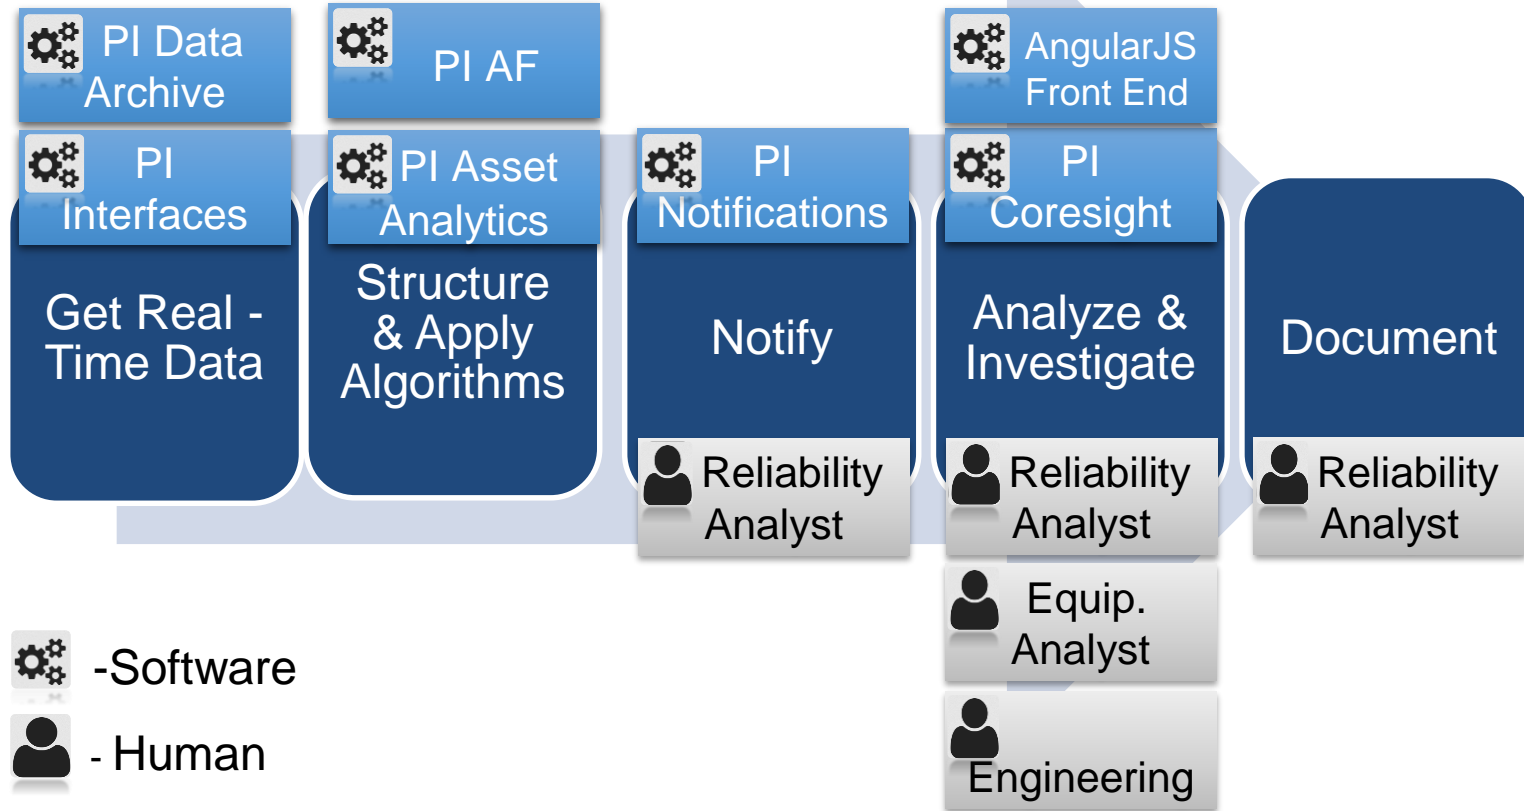 PI Data
Archive
PI AF
AngularJS
Front End
PI
Interfaces
PI Asset
Analytics
PI
Notifications
PI
Coresight
Get Real -
Time Data
Structure
& Apply
Algorithms
Notify
Analyze &
Investigate
Document
Reliability
Analyst
Reliability
Analyst
Reliability
Analyst
Equip.
Analyst
Engineering
-Software
- Human